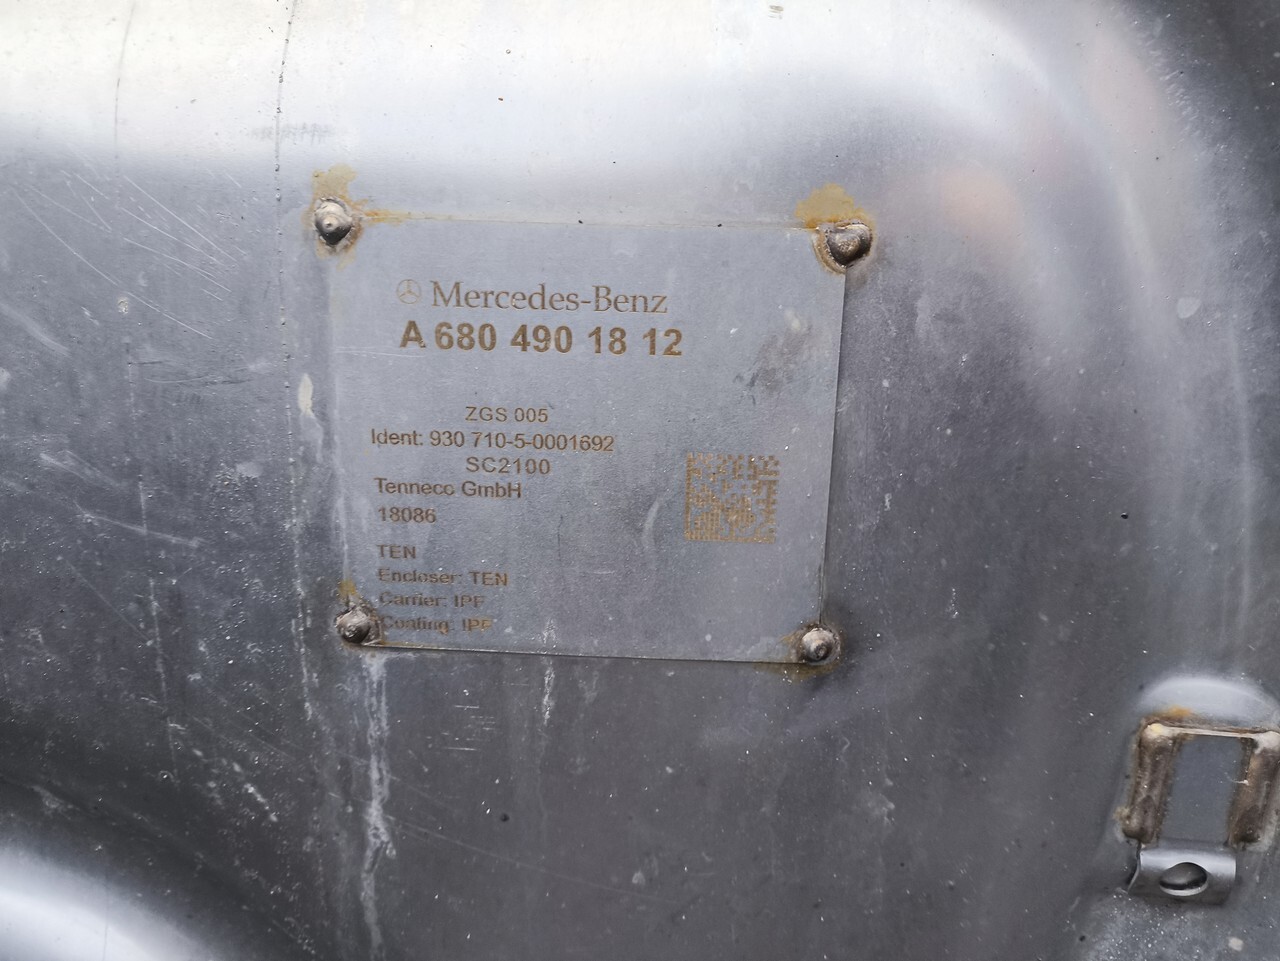 Mercedes-Benz
A 680 490 18 12
ZGS 005
Ident: 930 710-5-0001692
SC2100
Tenneco GmbH
18086
TEN
Encloser: TEN
Carrier: IPF
Coating: IPF